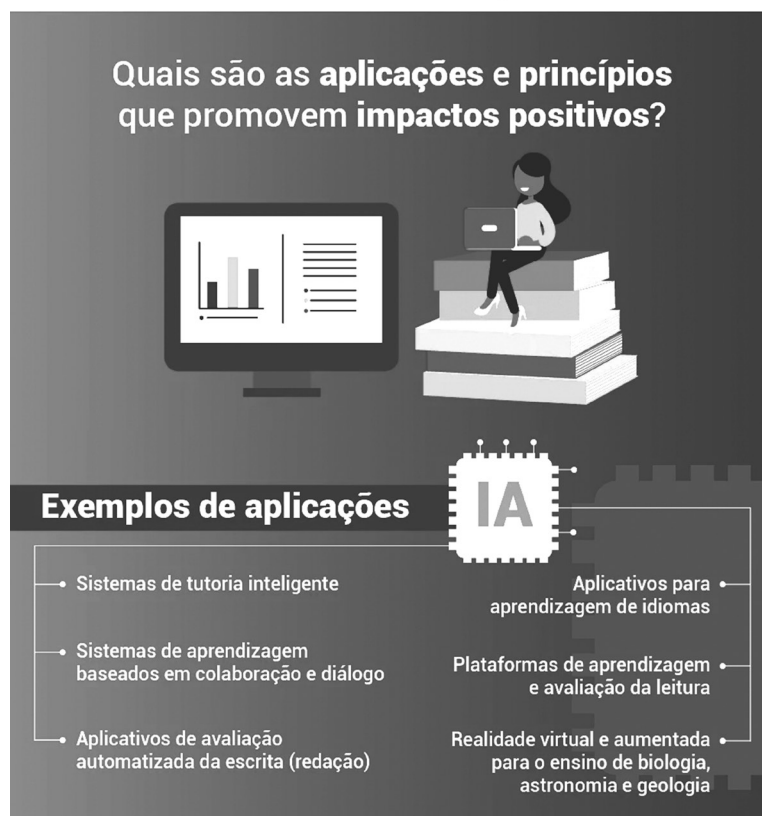 Quais são as aplicações e princípios
que promovem impactos positivos?
Exemplos de aplicações
IA
Sistemas de tutoria inteligente
Sistemas de aprendizagem
baseados em colaboração e diálogo
Aplicativos de avaliação
automatizada da escrita (redação)
Aplicativos para
aprendizagem de idiomas
Plataformas de aprendizagem
e avaliação da leitura
Realidade virtual e aumentada
para o ensino de biologia,
astronomia e geologia